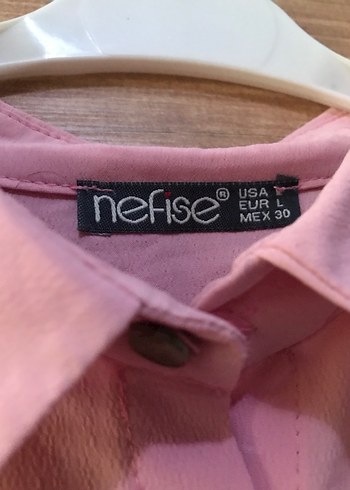 nefise®
USA
EUR L
MEX 30